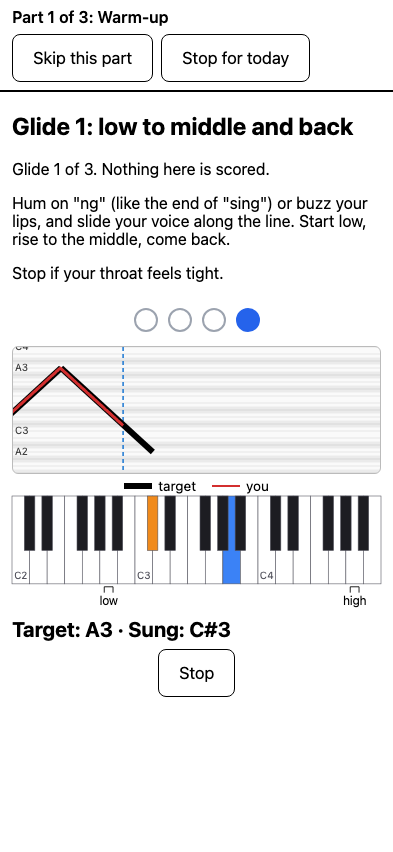 Part 1 of 3: Warm-up
Skip this part
Stop for today
Glide 1: low to middle and back
Glide 1 of 3. Nothing here is scored.
Hum on "ng" (like the end of "sing") or buzz your
lips, and slide your voice along the line. Start low,
rise to the middle, come back.
Stop if your throat feels tight.
A3
C3
A2
target
you
C2
C3
C4
low
high
Target: A3 · Sung: C#3
Stop